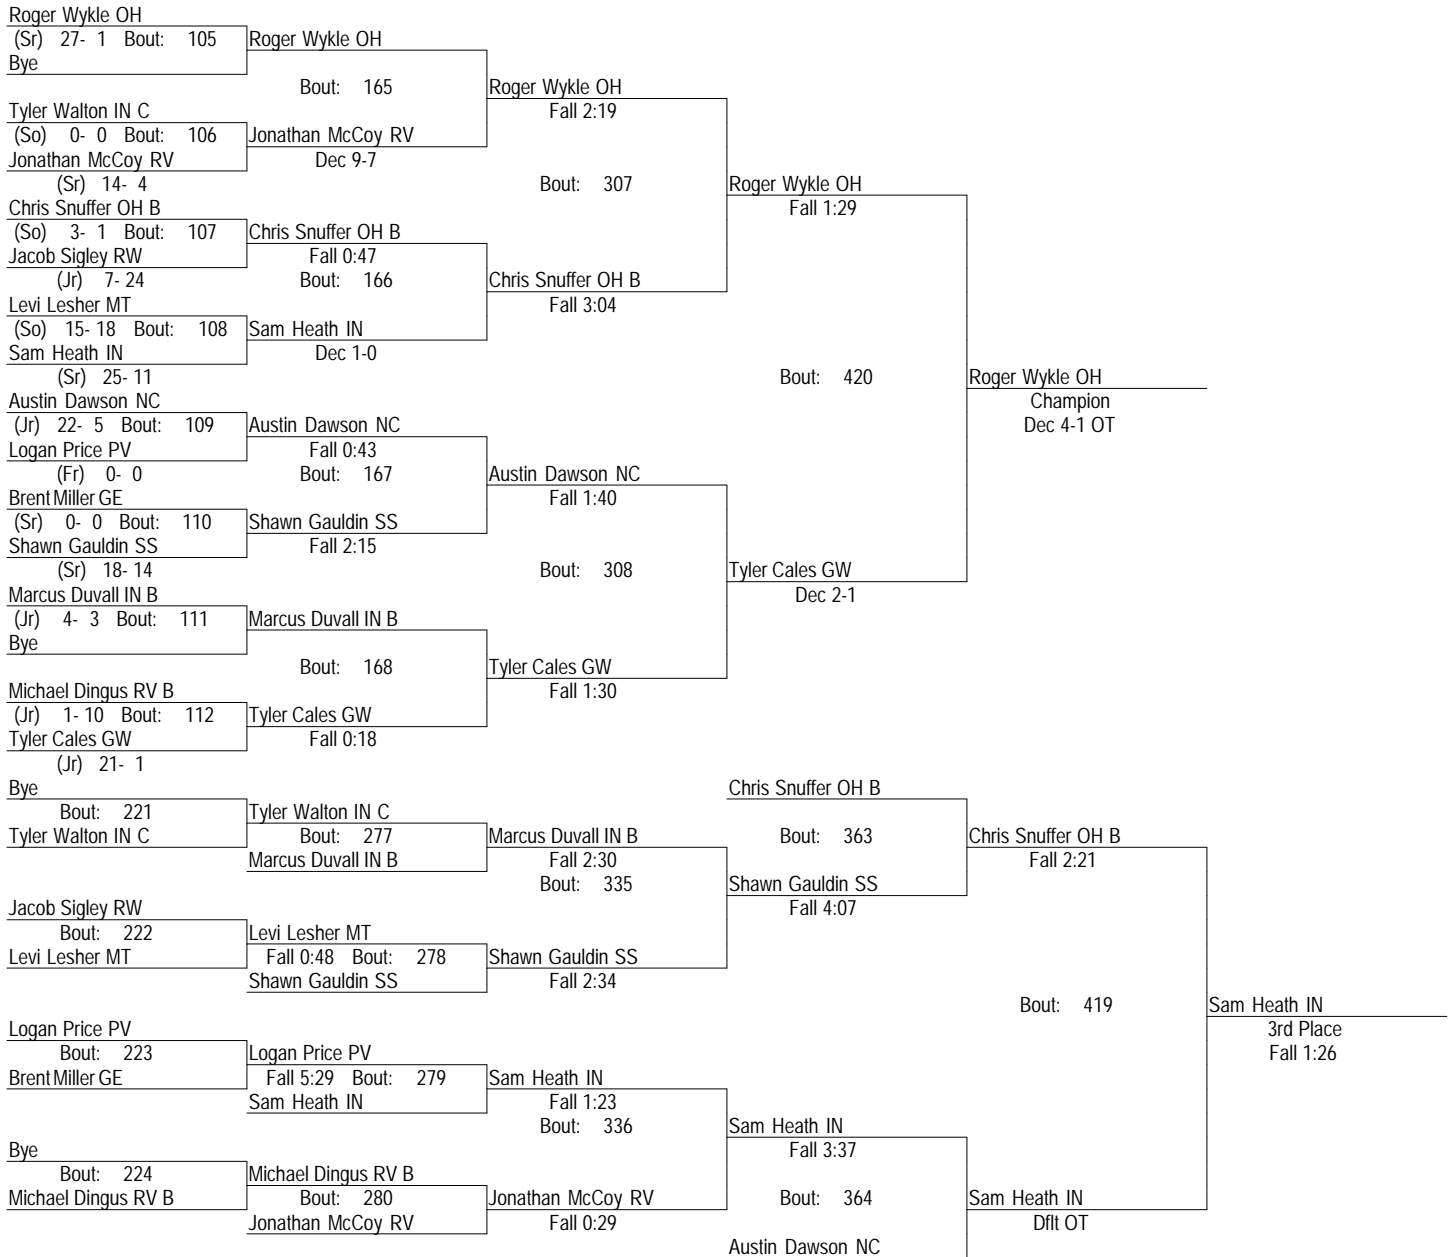 Roger Wykle OH
(Sr) 27- 1 Bout: 105 Roger Wykle OH
Bye
Bout: 165 Roger Wykle OH
Tyler Walton IN C Fall 2:19
(So) 0- 0 Bout: 106 Jonathan McCoy RV
Jonathan McCoy RV Dec 9-7
(Sr) 14- 4 Bout: 307 Roger Wykle OH
Chris Snuffer OH B Fall 1:29
(So) 3- 1 Bout: 107 Chris Snuffer OH B
Jacob Sigley RW Fall 0:47
(Jr) 7- 24 Bout: 166 Chris Snuffer OH B
Levi Lesher MT Fall 3:04
(So) 15- 18 Bout: 108 Sam Heath IN
Sam Heath IN Dec 1-0
(Sr) 25- 11 Bout: 420 Roger Wykle OH
Austin Dawson NC Champion
(Jr) 22- 5 Bout: 109 Austin Dawson NC Dec 4-1 OT
Logan Price PV Fall 0:43
(Fr) 0- 0 Bout: 167 Austin Dawson NC
Brent Miller GE Fall 1:40
(Sr) 0- 0 Bout: 110 Shawn Gauldin SS
Shawn Gauldin SS Fall 2:15
(Sr) 18- 14 Bout: 308 Tyler Cales GW
Marcus Duvall IN B Dec 2-1
(Jr) 4- 3 Bout: 111 Marcus Duvall IN B
Bye
Bout: 168 Tyler Cales GW
Michael Dingus RV B Fall 1:30
(Jr) 1- 10 Bout: 112 Tyler Cales GW
Tyler Cales GW Fall 0:18
(Jr) 21- 1
Bye Chris Snuffer OH B
Bout: 221 Tyler Walton IN C
Tyler Walton IN C Bout: 277 Marcus Duvall IN B Bout: 363 Chris Snuffer OH B
Marcus Duvall IN B Fall 2:30 Fall 2:21
Bout: 335 Shawn Gauldin SS
Jacob Sigley RW Fall 4:07
Bout: 222 Levi Lesher MT
Levi Lesher MT Fall 0:48 Bout: 278 Shawn Gauldin SS
Shawn Gauldin SS Fall 2:34
Bout: 419 Sam Heath IN
Logan Price PV 3rd Place
Bout: 223 Logan Price PV Fall 1:26
Brent Miller GE Fall 5:29 Bout: 279 Sam Heath IN
Sam Heath IN Fall 1:23
Bout: 336 Sam Heath IN
Bye Fall 3:37
Bout: 224 Michael Dingus RV B
Michael Dingus RV B Bout: 280 Jonathan McCoy RV Bout: 364 Sam Heath IN
Jonathan McCoy RV Fall 0:29 Dflt OT
Austin Dawson NC